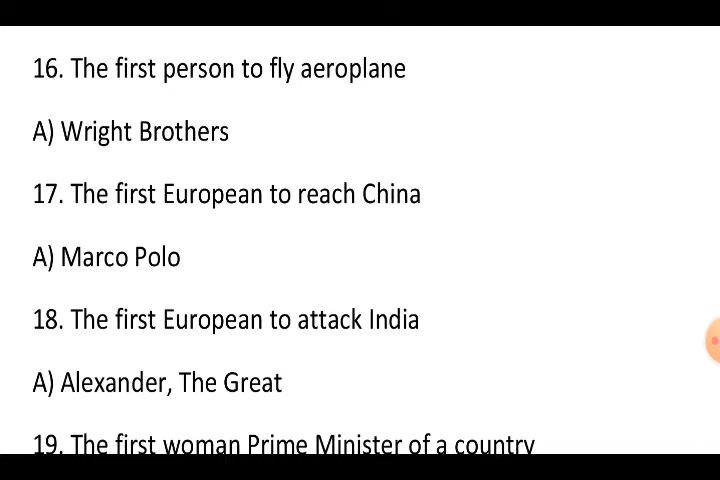 16. The first person to fly aeroplane
A) Wright Brothers
17. The first European to reach China
A) Marco Polo
18. The first European to attack India
A) Alexander, The Great
19. The first woman Prime Minister of a country